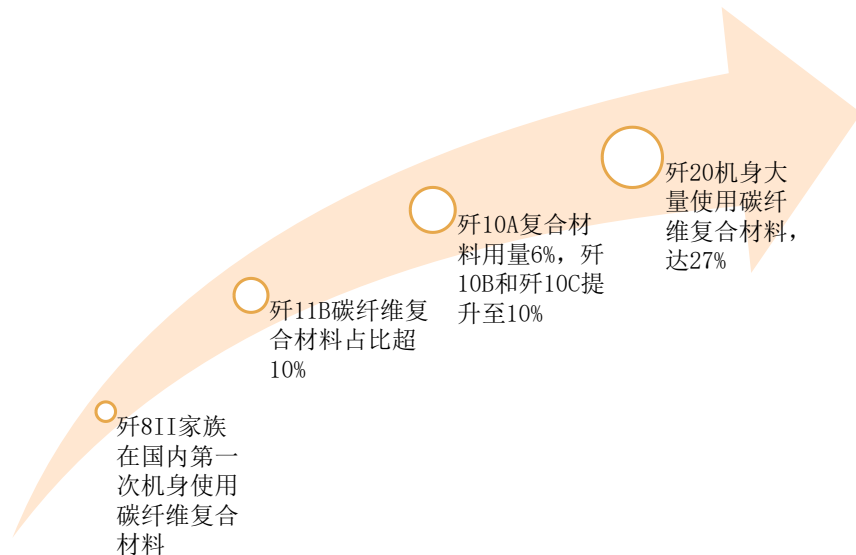 歼8II家族
在国内第一
次机身使用
碳纤维复合
材料
歼11B碳纤维复
合材料占比超
10%
歼10A复合材
料用量6%，歼
10B和歼10C提
升至10%
歼20机身大
量使用碳纤
维复合材料，
达27%